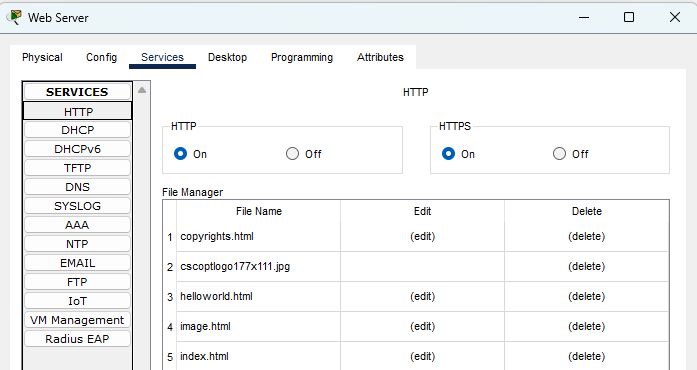 Web Server
Physical Config Services Desktop Programming Attributes
SERVICES
HTTP
DHCP
DHCPv6
TFTP
DNS
SYSLOG
AAA
NTP
EMAIL
FTP
IoT
VM Management
Radius EAP
HTTP
HTTP
On Off
HTTPS
On Off
File Manager
File Name Edit Delete
1 copyrights.html (edit) (delete)
2 cscoptlogo177x111.jpg (delete)
3 helloworld.html (edit) (delete)
4 image.html (edit) (delete)
5 index.html (edit) (delete)